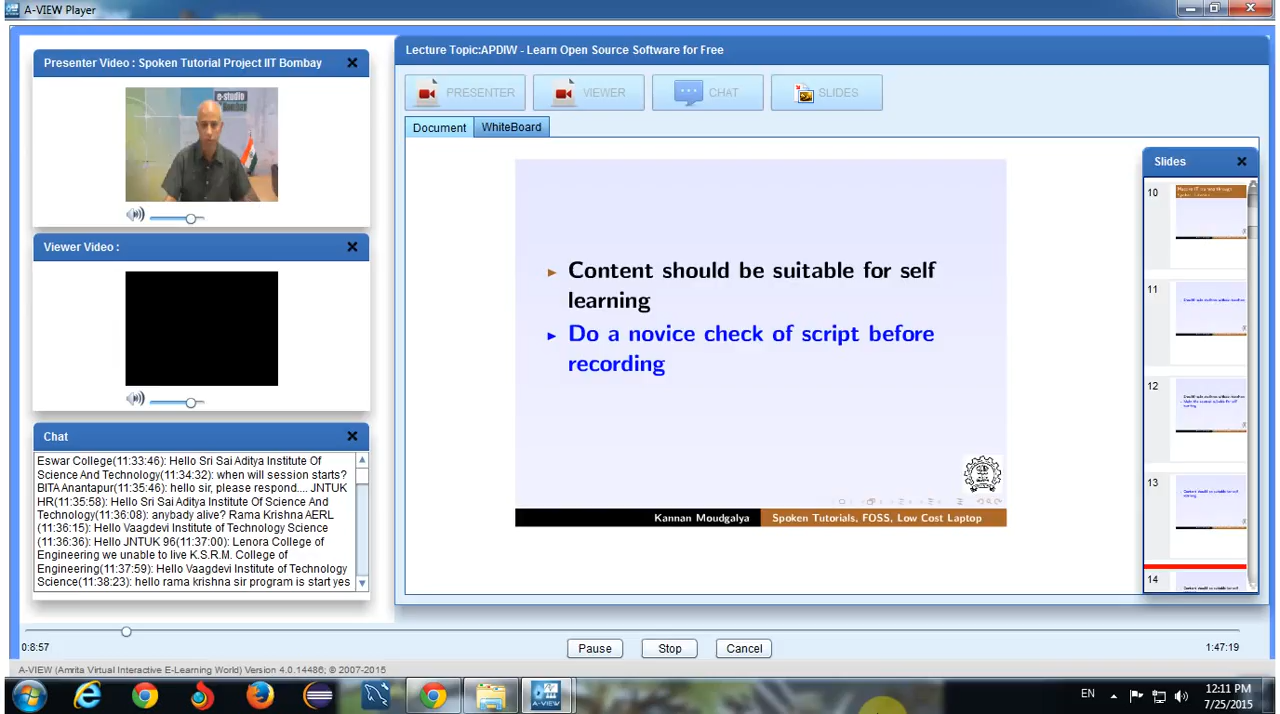 A-VIEW Player
Presenter Video : Spoken Tutorial Project IIT Bombay
e-studio
Viewer Video :
Chat
Eswar College(11:33:46): Hello Sri Sai Aditya Institute Of
Science And Technology(11:34:32): when will session starts?
BITA Anantapur(11:35:46): hello sir, please respond.... JNTUK
HR(11:35:58): Hello Sri Sai Aditya Institute Of Science And
Technology(11:36:08): anybady alive? Rama Krishna AERL
(11:36:15): Hello Vaagdevi Institute of Technology Science
(11:36:36): Hello JNTUK 96(11:37:00): Lenora College of
Engineering we unable to live K.S.R.M. College of
Engineering(11:37:59): Hello Vaagdevi Institute of Technology
Science(11:38:23): hello rama krishna sir program is start yes
Lecture Topic:APDIW - Learn Open Source Software for Free
PRESENTER
VIEWER
CHAT
SLIDES
Document
WhiteBoard
▸ Content should be suitable for self
learning
▸ Do a novice check of script before
recording
Kannan Moudgalya
Spoken Tutorials, FOSS, Low Cost Laptop
Slides
10
11
12
13
14
0:8:57
Pause
Stop
Cancel
1:47:19
A-VIEW (Amrita Virtual Interactive E-Learning World) Version 4.0.14486; © 2007-2015
A-VIEW
EN
12:11 PM
7/25/2015